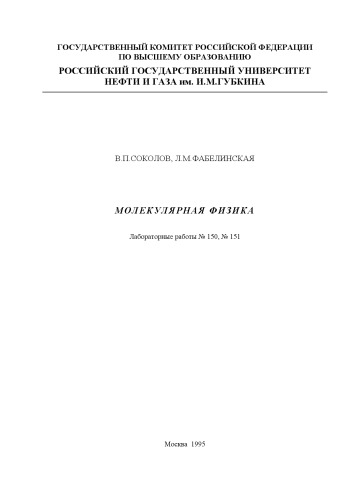 ГОСУДАРСТВЕННЫЙ КОМИТЕТ РОССИЙСКОЙ ФЕДЕРАЦИИ
ПО ВЫСШЕМУ ОБРАЗОВАНИЮ
РОССИЙСКИЙ ГОСУДАРСТВЕННЫЙ УНИВЕРСИТЕТ
НЕФТИ И ГАЗА им. И.М.ГУБКИНА
В.П.СОКОЛОВ, Л.М.ФАБЕЛИНСКАЯ
МОЛЕКУЛЯРНАЯ ФИЗИКА
Лабораторные работы № 150, № 151
Москва 1995